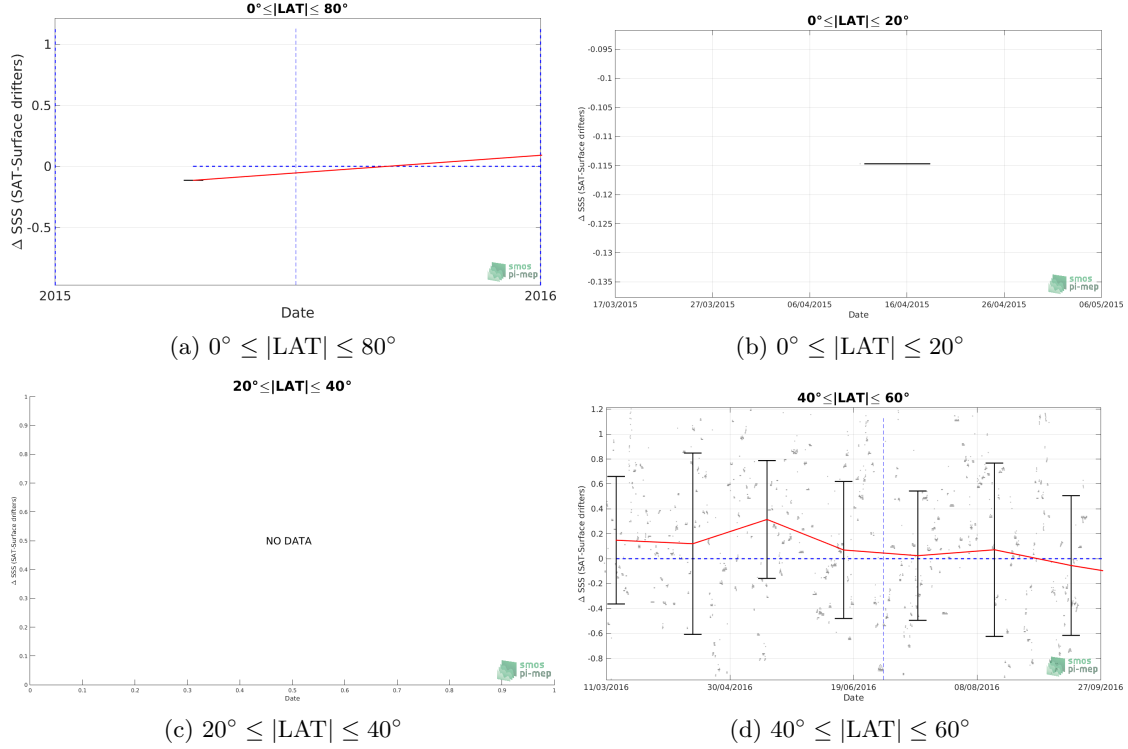 0°≤|LAT|≤ 80°
Δ SSS (SAT-Surface drifters)
1
0.5
0
-0.5
2015
2016
Date
smos
pi-mep
(a) 0° ≤ |LAT| ≤ 80°
0°≤|LAT|≤ 20°
Δ SSS (SAT-Surface drifters)
-0.095
-0.1
-0.105
-0.11
-0.115
-0.12
-0.125
-0.13
-0.135
17/03/2015
27/03/2015
06/04/2015
16/04/2015
26/04/2015
06/05/2015
Date
smos
pi-mep
(b) 0° ≤ |LAT| ≤ 20°
20°≤|LAT|≤ 40°
Δ SSS (SAT-Surface drifters)
1
0.9
0.8
0.7
0.6
0.5
0.4
0.3
0.2
0.1
0
NO DATA
0
0.1
0.2
0.3
0.4
0.5
0.6
0.7
0.8
0.9
1
Date
smos
pi-mep
(c) 20° ≤ |LAT| ≤ 40°
40°≤|LAT|≤ 60°
Δ SSS (SAT-Surface drifters)
1.2
1
0.8
0.6
0.4
0.2
0
-0.2
-0.4
-0.6
-0.8
11/03/2016
30/04/2016
19/06/2016
08/08/2016
27/09/2016
Date
smos
pi-mep
(d) 40° ≤ |LAT| ≤ 60°